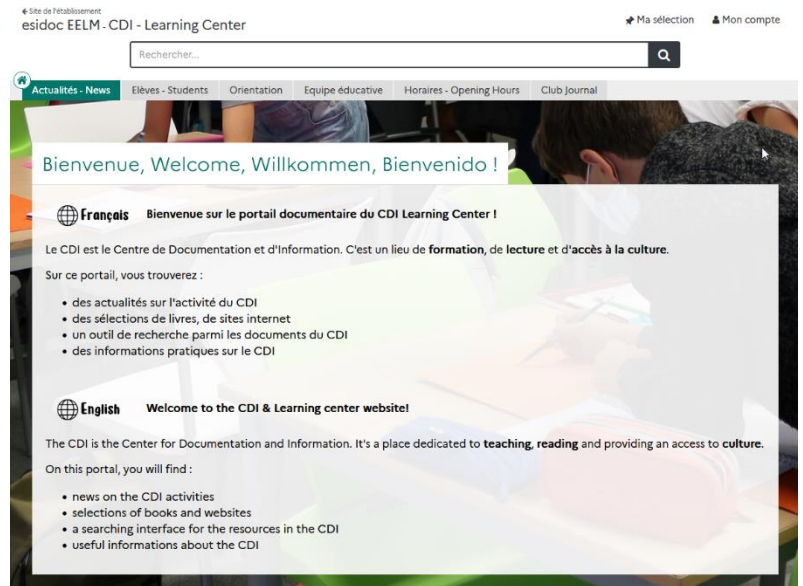 Site de l'établissement
esidoc EELM - CDI - Learning Center
Ma sélection Mon compte
Rechercher...
Actualités - News Elèves - Students Orientation Equipe éducative Horaires - Opening Hours Club Journal
Bienvenue, Welcome, Willkommen, Bienvenido !
Français Bienvenue sur le portail documentaire du CDI Learning Center !
Le CDI est le Centre de Documentation et d'Information. C'est un lieu de formation, de lecture et d'accès à la culture.
Sur ce portail, vous trouverez :
• des actualités sur l'activité du CDI
• des sélections de livres, de sites internet
• un outil de recherche parmi les documents du CDI
• des informations pratiques sur le CDI
English Welcome to the CDI & Learning center website!
The CDI is the Center for Documentation and Information. It's a place dedicated to teaching, reading and providing an access to culture.
On this portal, you will find :
• news on the CDI activities
• selections of books and websites
• a searching interface for the resources in the CDI
• useful informations about the CDI